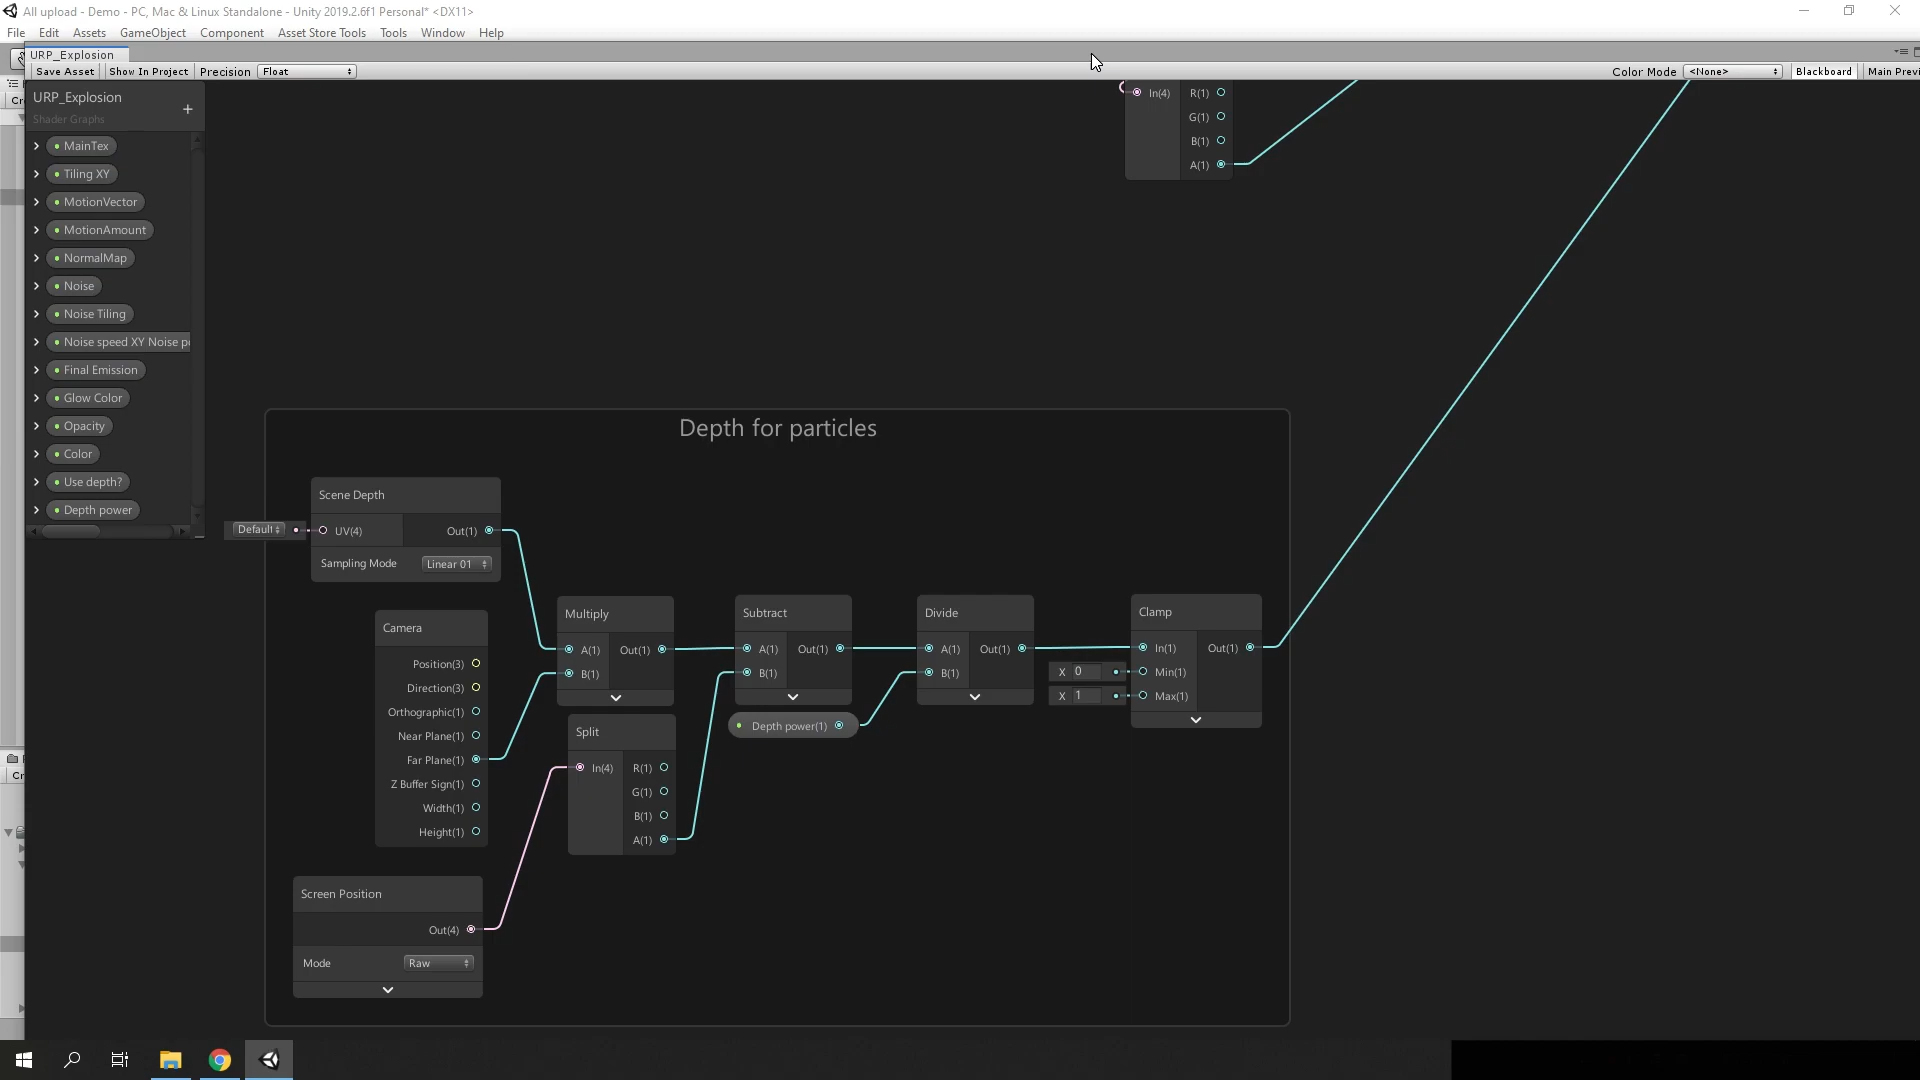 All upload - Demo - PC, Mac & Linux Standalone - Unity 2019.2.6f1 Personal* <DX11>
File Edit Assets GameObject Component Asset Store Tools Tools Window Help
URP_Explosion
Save Asset Show In Project Precision Float Color Mode <None> Blackboard Main Previ
URP_Explosion
Shader Graphs
MainTex
Tiling XY
MotionVector
MotionAmount
NormalMap
Noise
Noise Tiling
Noise speed XY Noise po
Final Emission
Glow Color
Opacity
Color
Use depth?
Depth power
In(4) R(1)
G(1)
B(1)
A(1)
Depth for particles
Scene Depth
Default UV(4) Out(1)
Sampling Mode Linear 01
Camera
Position(3)
Direction(3)
Orthographic(1)
Near Plane(1)
Far Plane(1)
Z Buffer Sign(1)
Width(1)
Height(1)
Multiply
A(1) Out(1)
B(1)
Split
In(4) R(1)
G(1)
B(1)
A(1)
Subtract
A(1) Out(1)
B(1)
Depth power(1)
Divide
A(1) Out(1)
B(1)
Clamp
In(1) Out(1)
X 0 Min(1)
X 1 Max(1)
Screen Position
Out(4)
Mode Raw
Cr
Cr